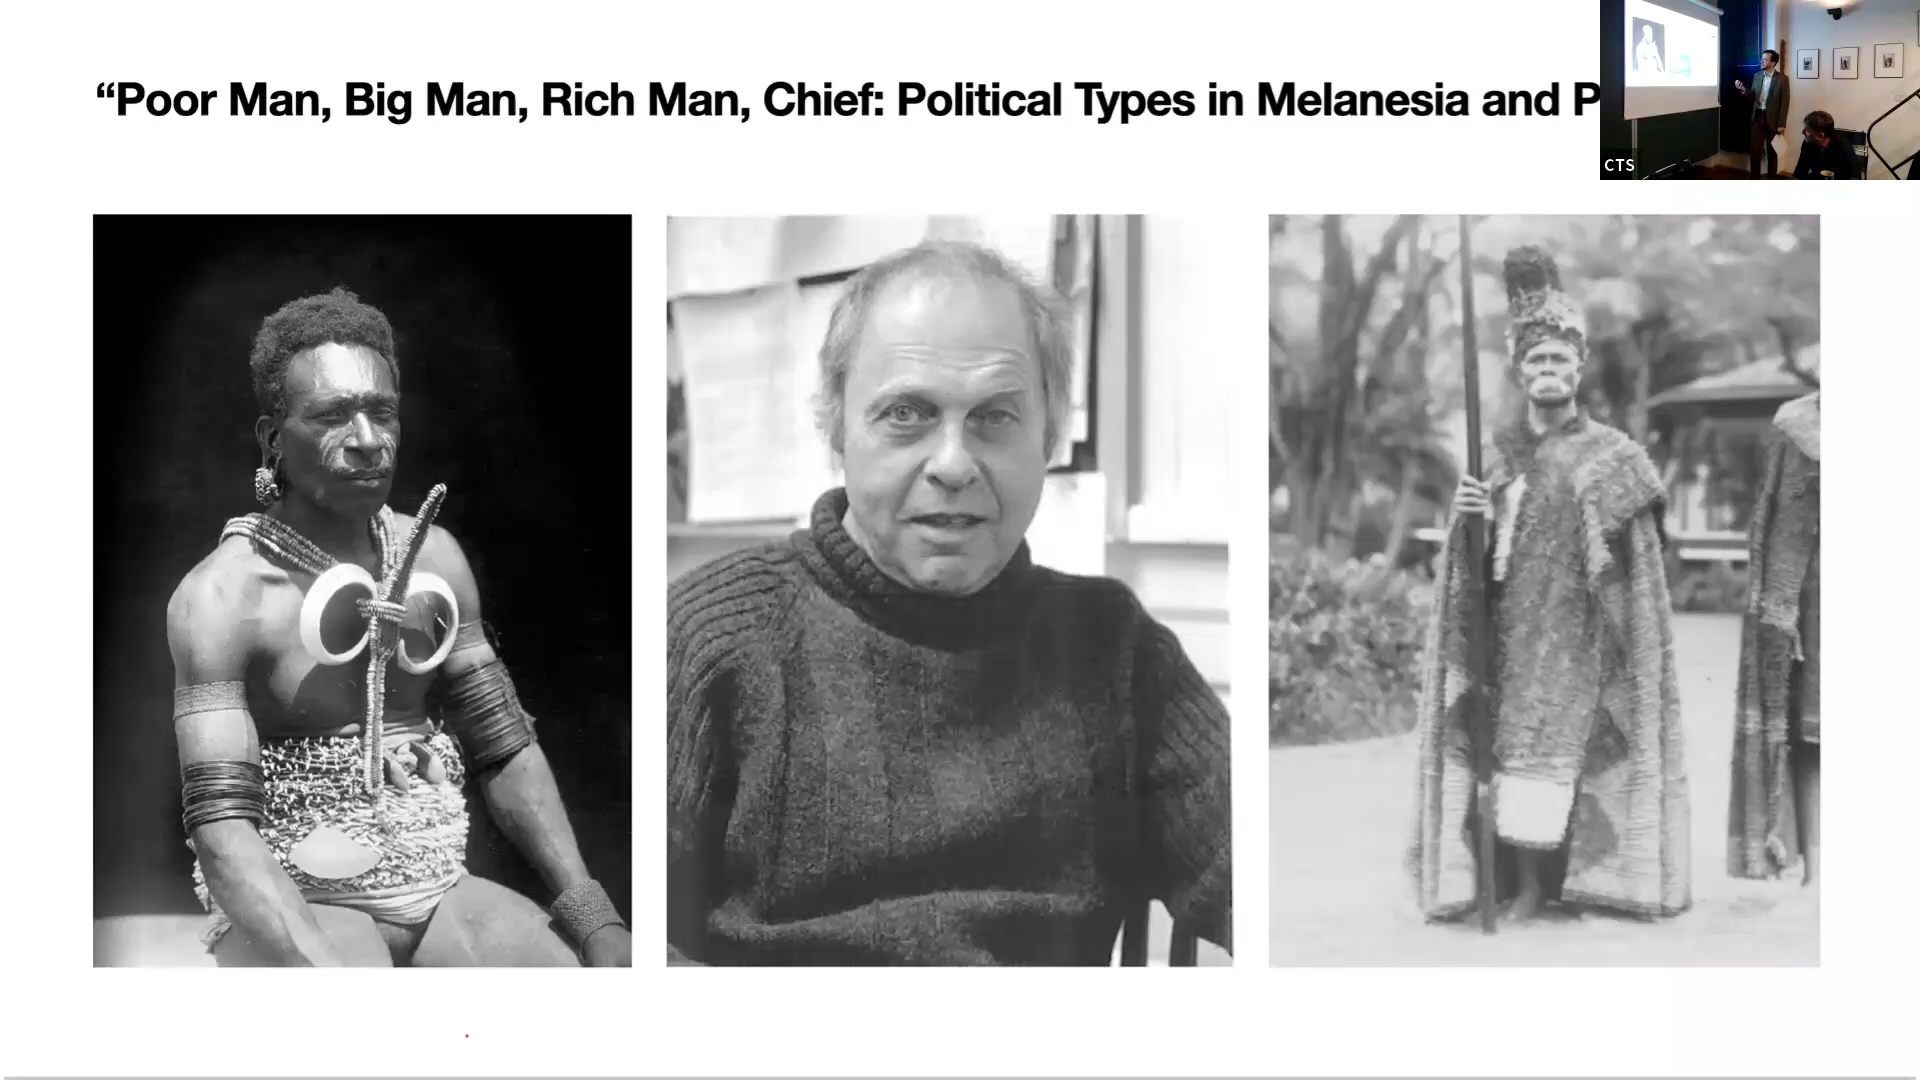 “Poor Man, Big Man, Rich Man, Chief: Political Types in Melanesia and P
CTS